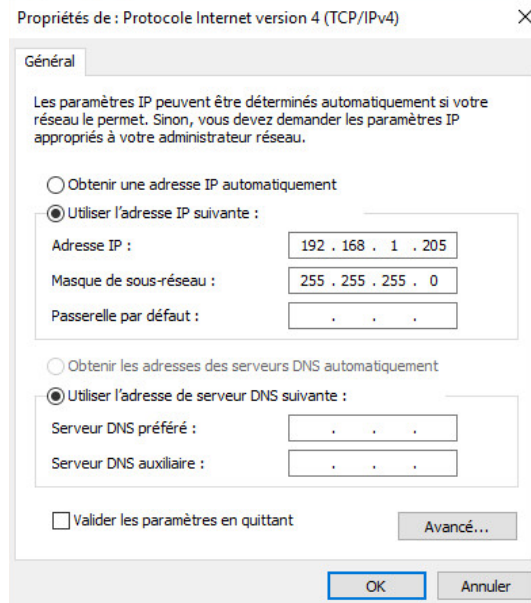 Propriétés de : Protocole Internet version 4 (TCP/IPv4)
Général
Les paramètres IP peuvent être déterminés automatiquement si votre
réseau le permet. Sinon, vous devez demander les paramètres IP
appropriés à votre administrateur réseau.
Obtenir une adresse IP automatiquement
Utiliser l'adresse IP suivante :
Adresse IP : 192 . 168 . 1 . 205
Masque de sous-réseau : 255 . 255 . 255 . 0
Passerelle par défaut : . . .
Obtenir les adresses des serveurs DNS automatiquement
Utiliser l'adresse de serveur DNS suivante :
Serveur DNS préféré : . . .
Serveur DNS auxiliaire : . . .
Valider les paramètres en quittant
Avancé...
OK Annuler